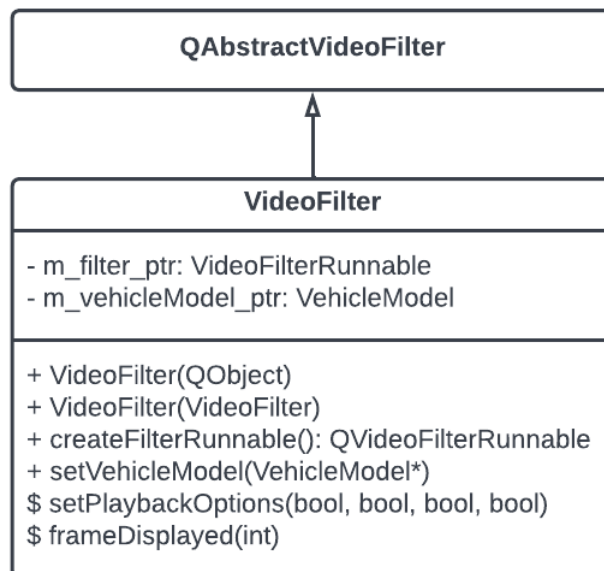 QAbstractVideoFilter
VideoFilter
- m_filter_ptr: VideoFilterRunnable
- m_vehicleModel_ptr: VehicleModel
+ VideoFilter(QObject)
+ VideoFilter(VideoFilter)
+ createFilterRunnable(): QVideoFilterRunnable
+ setVehicleModel(VehicleModel*)
$ setPlaybackOptions(bool, bool, bool, bool)
$ frameDisplayed(int)